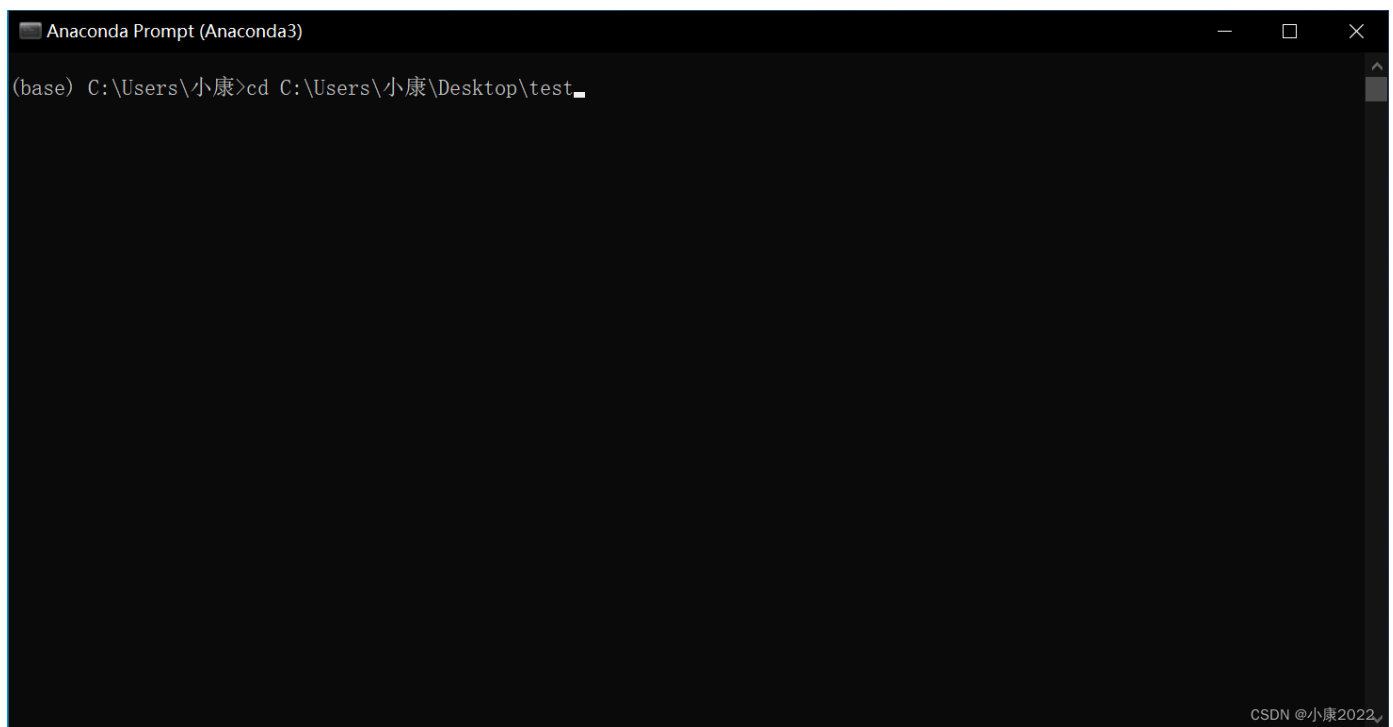 Anaconda Prompt (Anaconda3)
(base) C:\Users\小康>cd C:\Users\小康\Desktop\test
CSDN @小康2022